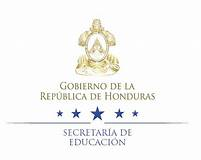 GOBIERNO DE LA
REPÚBLICA DE HONDURAS
SECRETARÍA DE
EDUCACIÓN